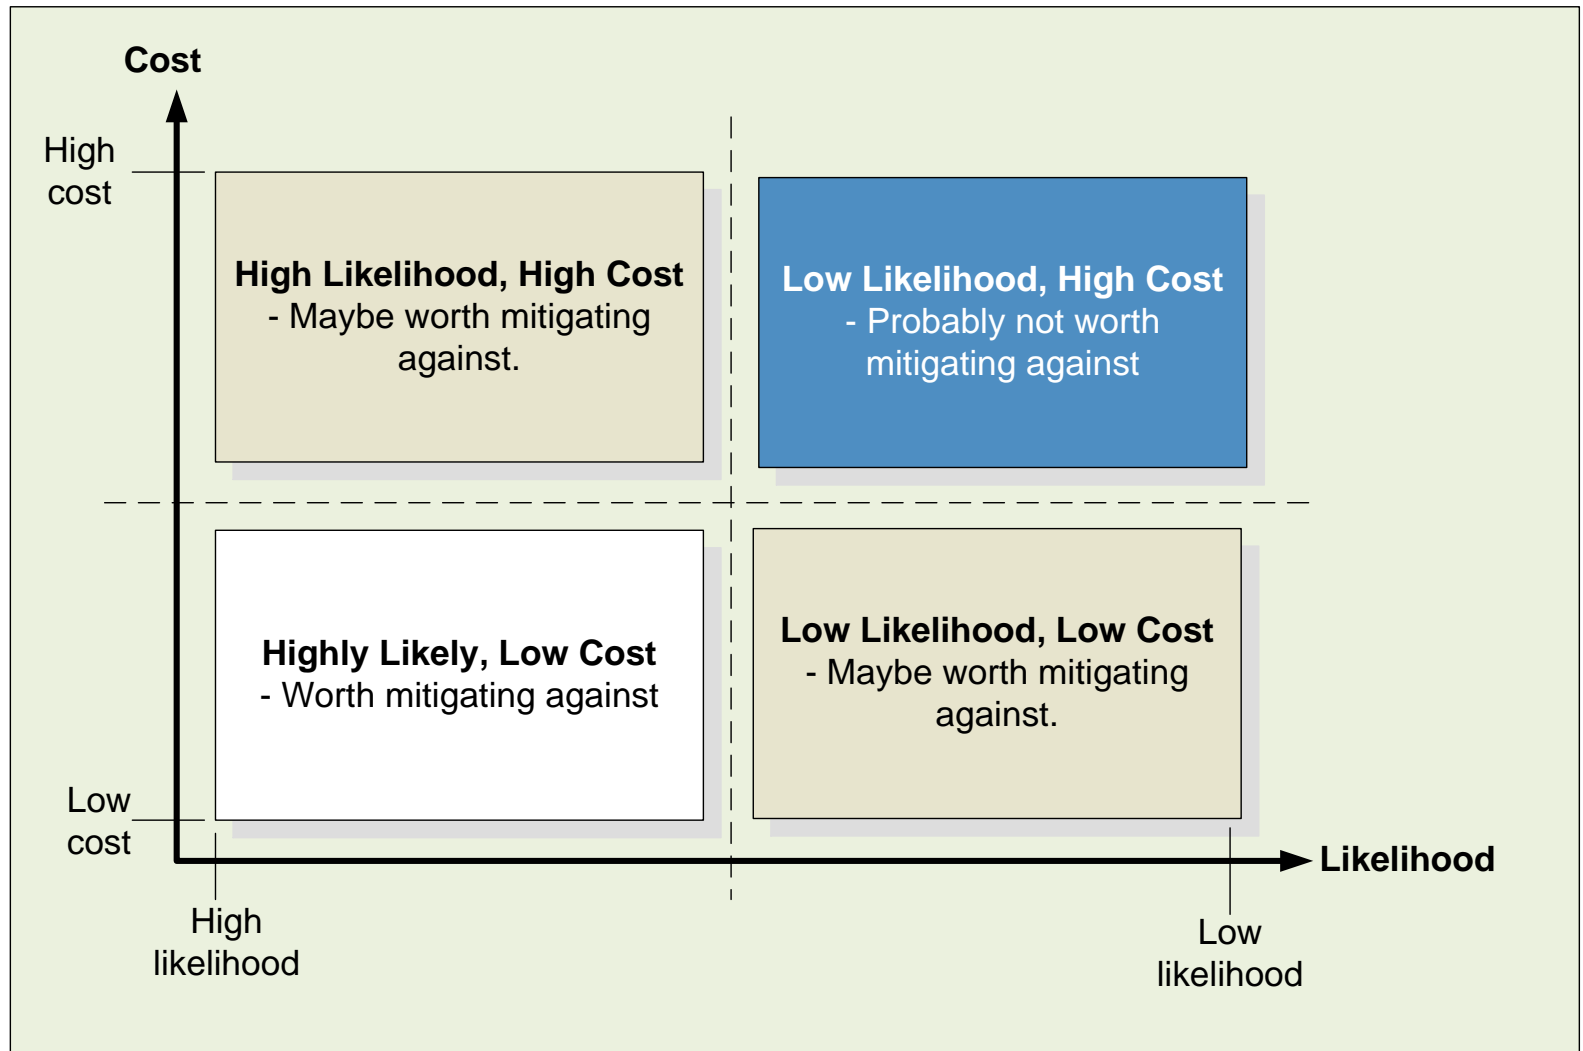 Cost
High
cost
High Likelihood, High Cost
- Maybe worth mitigating
against.
Low Likelihood, High Cost
- Probably not worth
mitigating against
Highly Likely, Low Cost
- Worth mitigating against
Low Likelihood, Low Cost
- Maybe worth mitigating
against.
Low
cost
Likelihood
High
likelihood
Low
likelihood